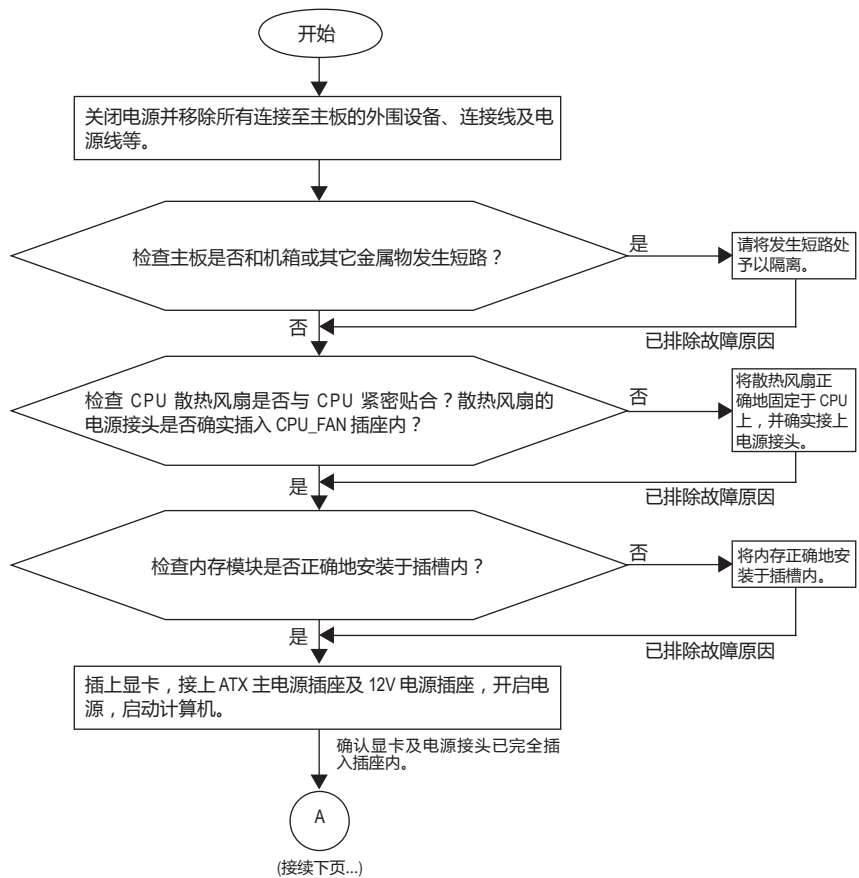 开始
关闭电源并移除所有连接至主板的外围设备、连接线及电
源线等。
检查主板是否和机箱或其它金属物发生短路？
是
请将发生短路处
予以隔离。
否
已排除故障原因
检查 CPU 散热风扇是否与 CPU 紧密贴合？散热风扇的
电源接头是否确实插入 CPU_FAN 插座内？
否
将散热风扇正
确地固定于 CPU
上，并确实接上
电源接头。
是
已排除故障原因
检查内存模块是否正确地安装于插槽内？
否
将内存正确地安
装于插槽内。
是
已排除故障原因
插上显卡，接上 ATX 主电源插座及 12V 电源插座，开启电
源，启动计算机。
确认显卡及电源接头已完全插
入插座内。
A
(接续下页...)